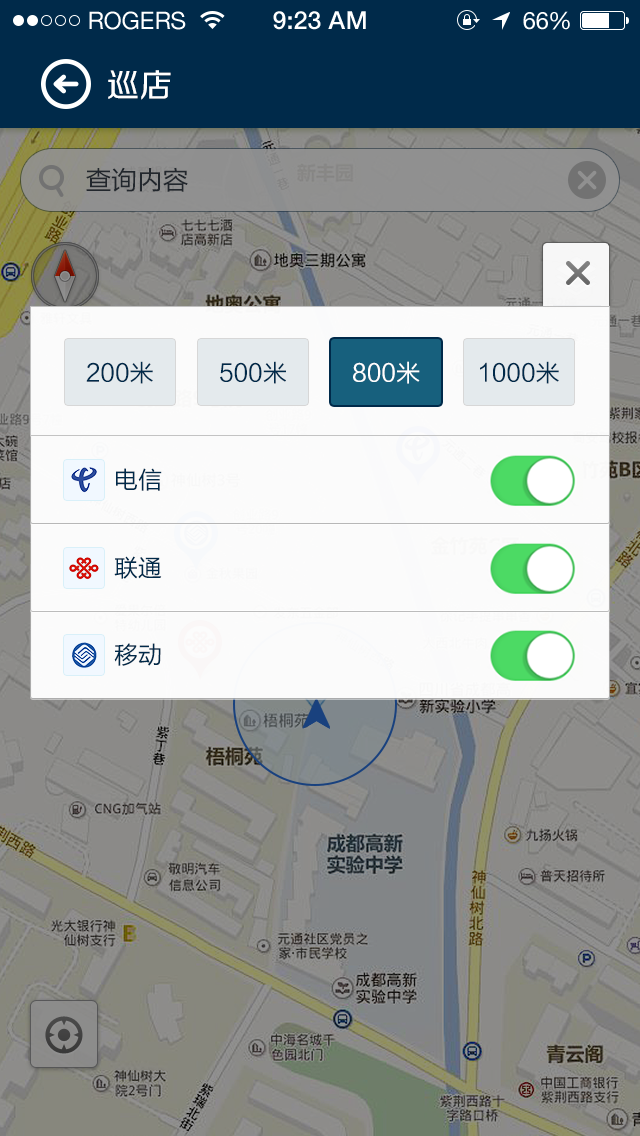 ROGERS 9:23 AM 66%
巡店
查询内容
新丰园
七七七酒
店高新店
地奥三期公寓
地奥公寓
200米 500米 800米 1000米
电信
联通
移动
新实验小学
梧桐苑
梧桐苑
紫丁巷
CNG加气站
成都高新
实验中学
九扬火锅
普天招待所
敬明汽车
信息公司
神仙树北路
光大银行神
仙树支行
B
元通社区党员之
家·市民学校
P
成都高新
实验中学
中海名城千
色园北门
青云阁
神仙树大
院2号门
中国工商银行
紫荆西路支行
紫荆西路十
字路口桥
紫瑞北街